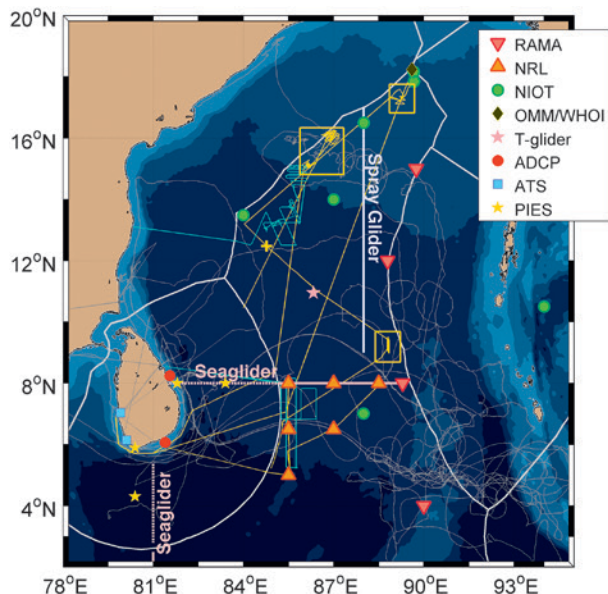 20°N
16°N
12°N
8°N
4°N
78°E
81°E
84°E
87°E
90°E
93°E
RAMA
NRL
NIOT
OMM/WHOI
T-glider
ADCP
ATS
PIES
Spray Glider
Seaglider
Seaglider